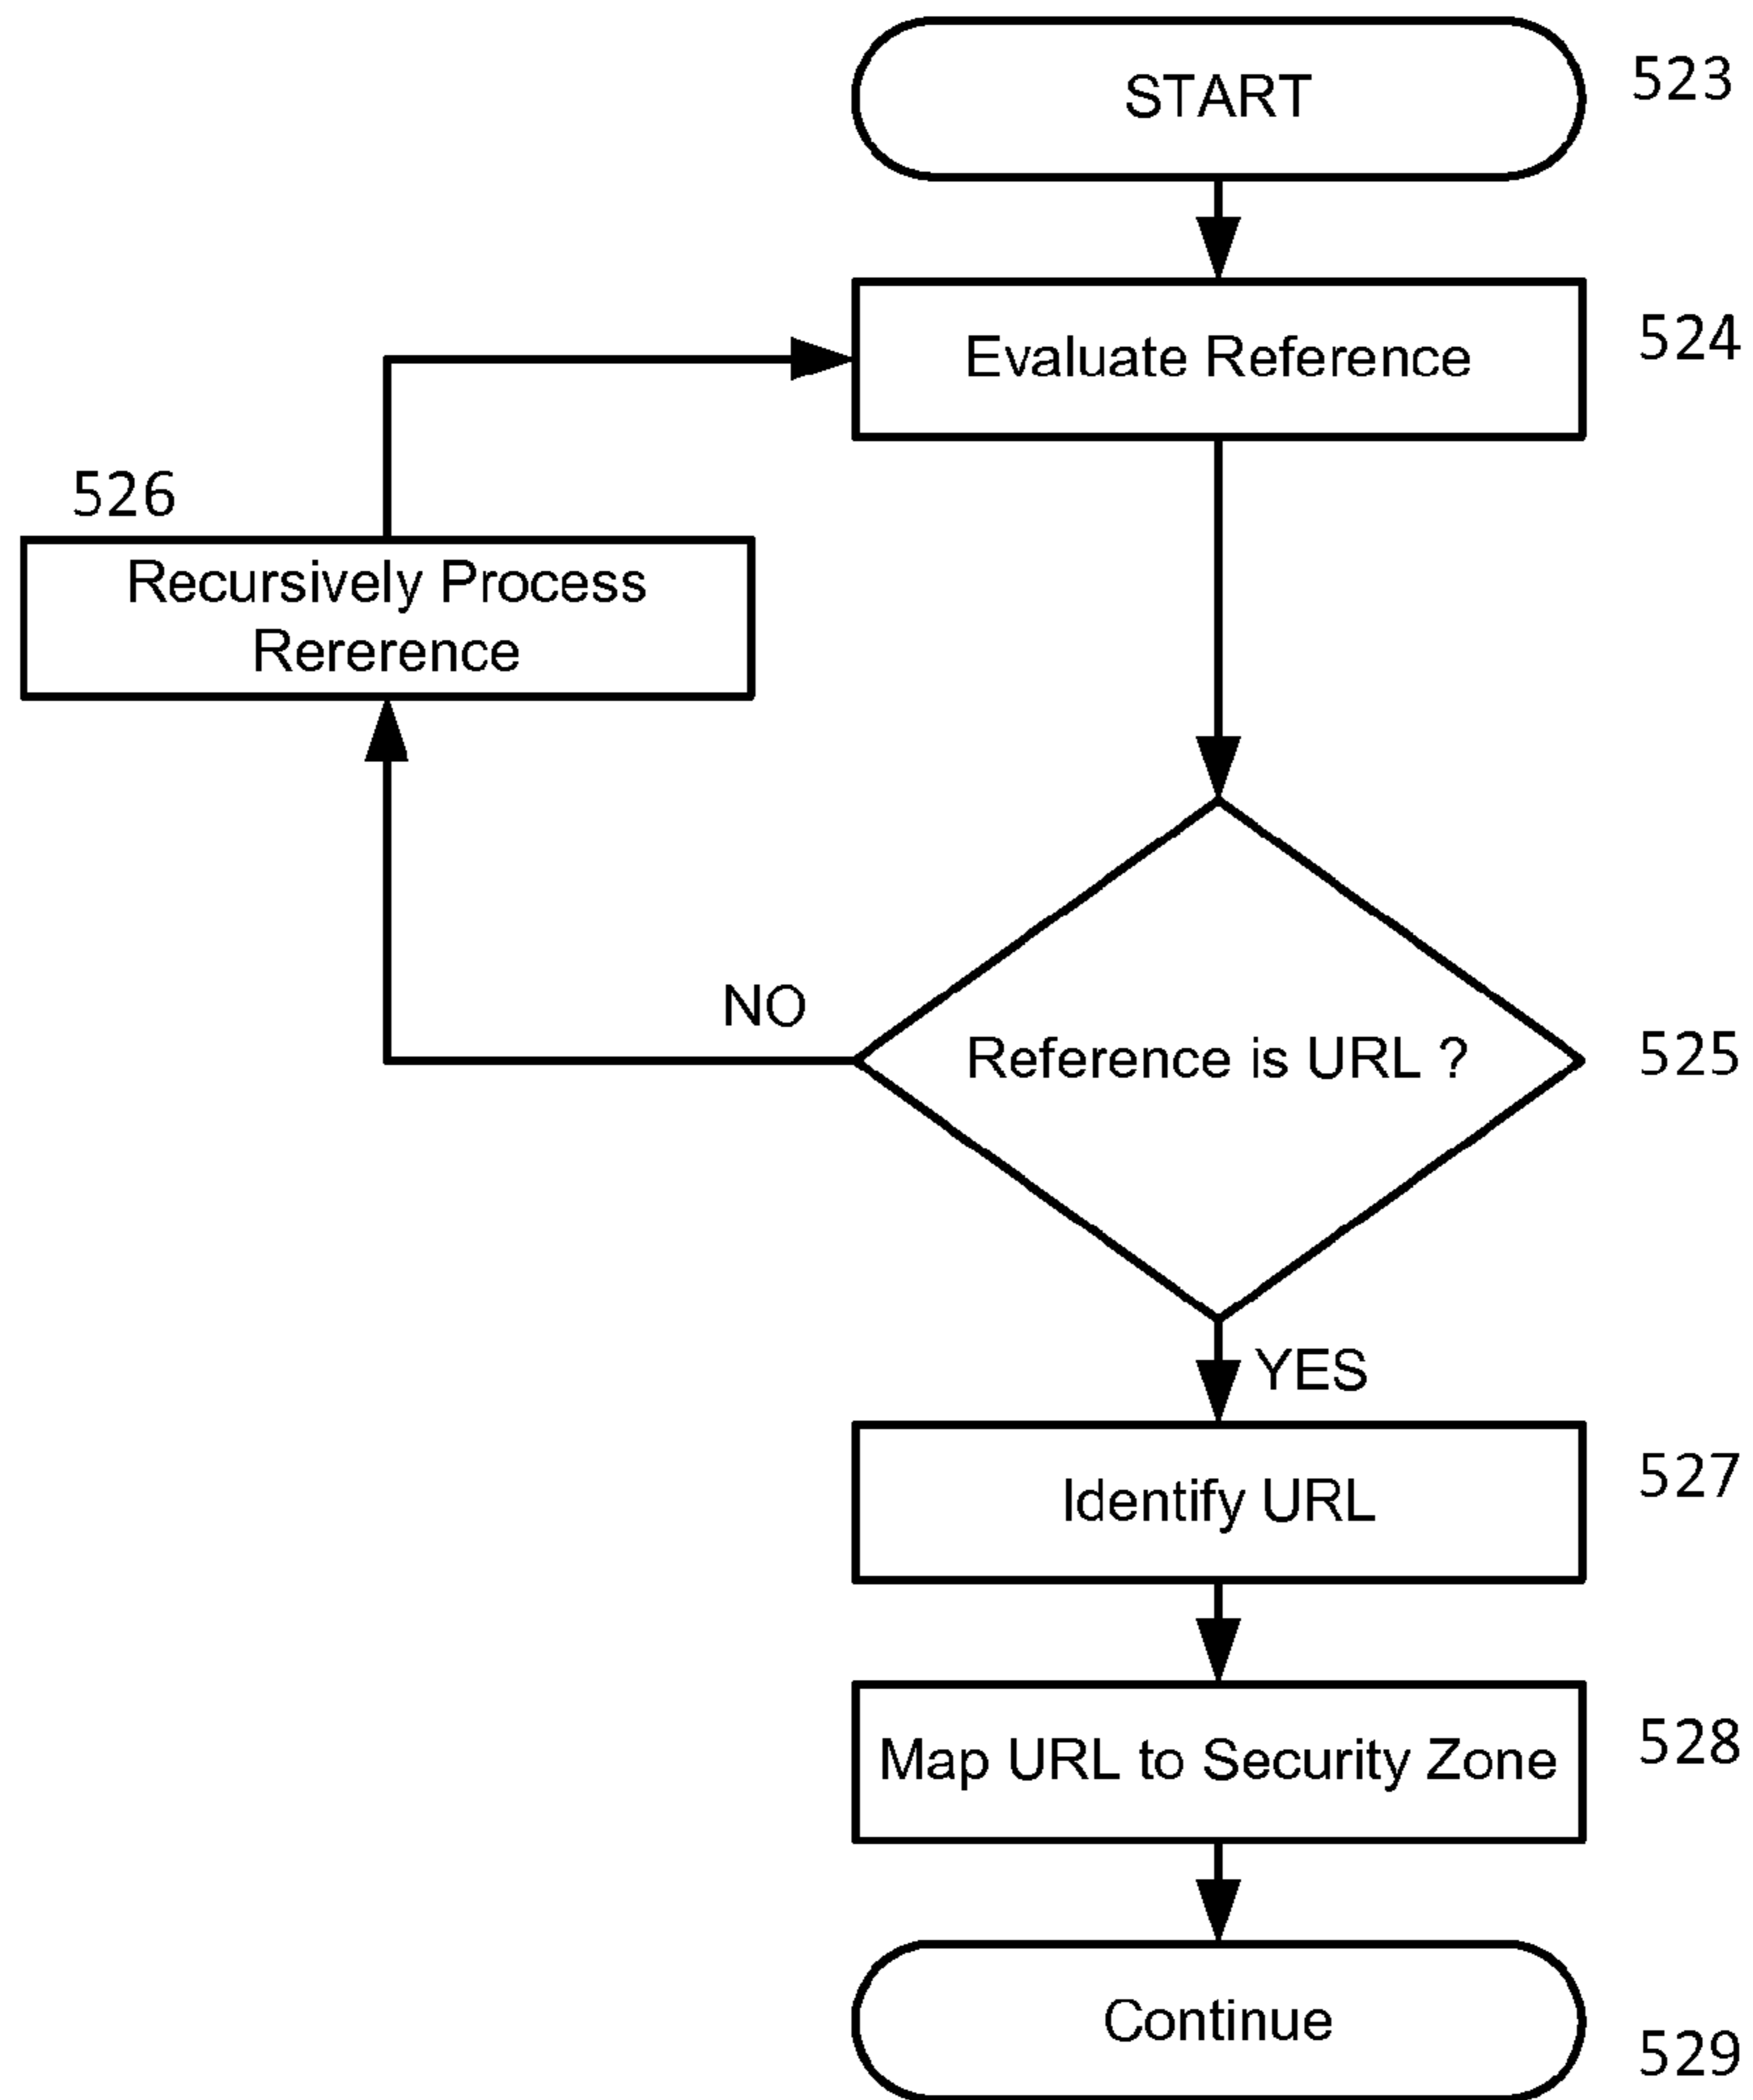 START
523
Evaluate Reference
524
526
Recursively Process
Rererence
NO
Reference is URL ?
525
YES
Identify URL
527
Map URL to Security Zone
528
Continue
529